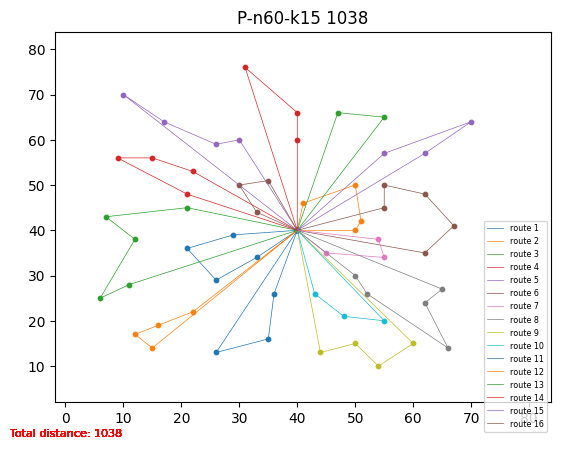 P-n60-k15 1038
80
70
60
50
40
30
20
10
0
10
20
30
40
50
60
70
route 1
route 2
route 3
route 4
route 5
route 6
route 7
route 8
route 9
route 10
route 11
route 12
route 13
route 14
route 15
route 16
Total distance: 1038